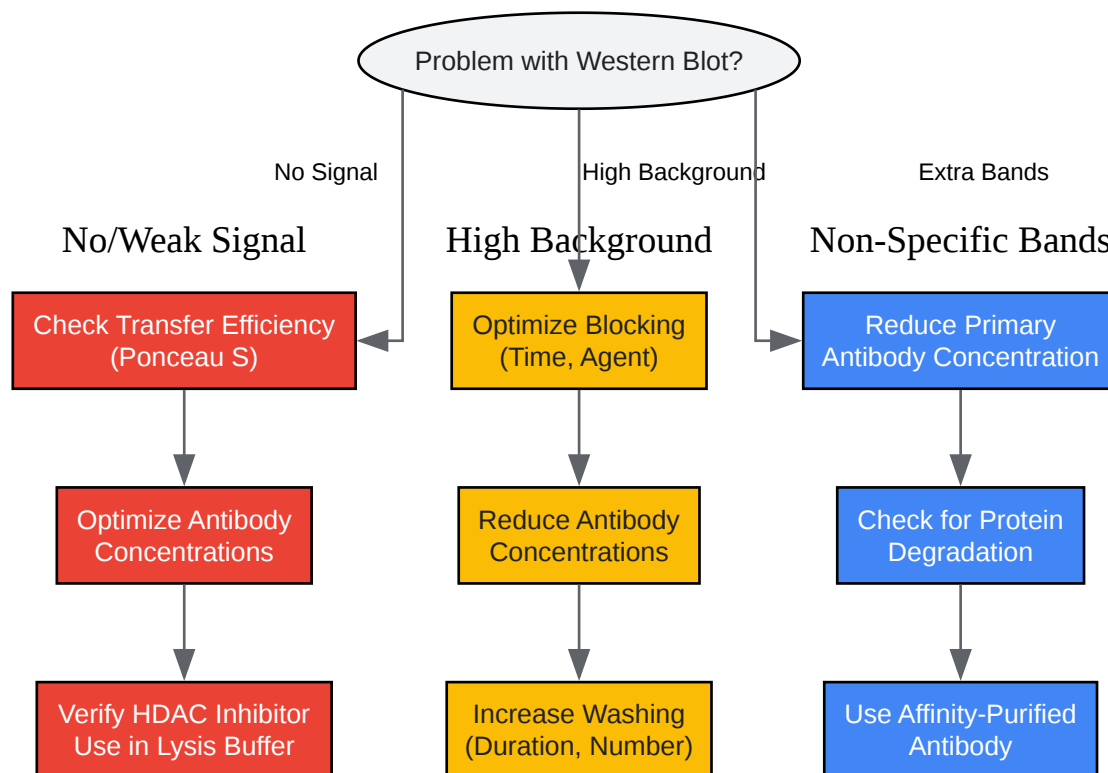 Problem with Western Blot?
No Signal
High Background
Extra Bands
No/Weak Signal
High Background
Non-Specific Bands
Check Transfer Efficiency
(Ponceau S)
Optimize Blocking
(Time, Agent)
Reduce Primary
Antibody Concentration
Optimize Antibody
Concentrations
Reduce Antibody
Concentrations
Check for Protein
Degradation
Verify HDAC Inhibitor
Use in Lysis Buffer
Increase Washing
(Duration, Number)
Use Affinity-Purified
Antibody